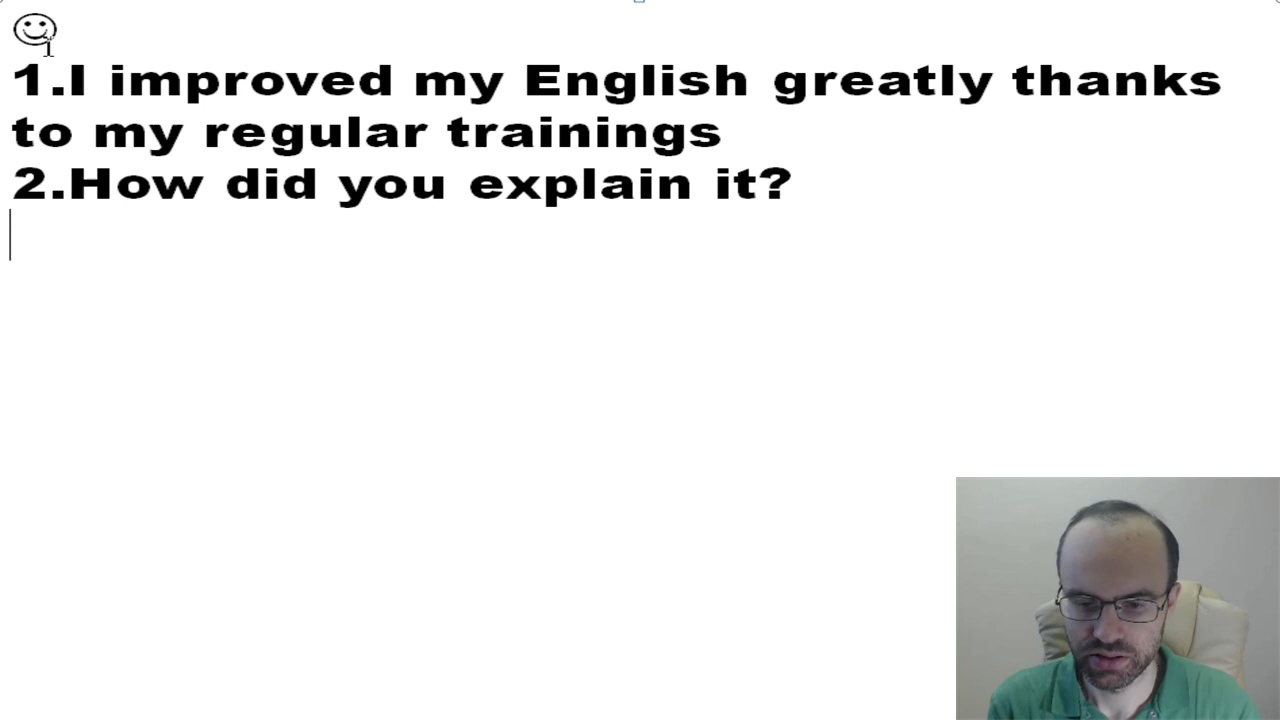 1.I improved my English greatly thanks
to my regular trainings
2.How did you explain it?